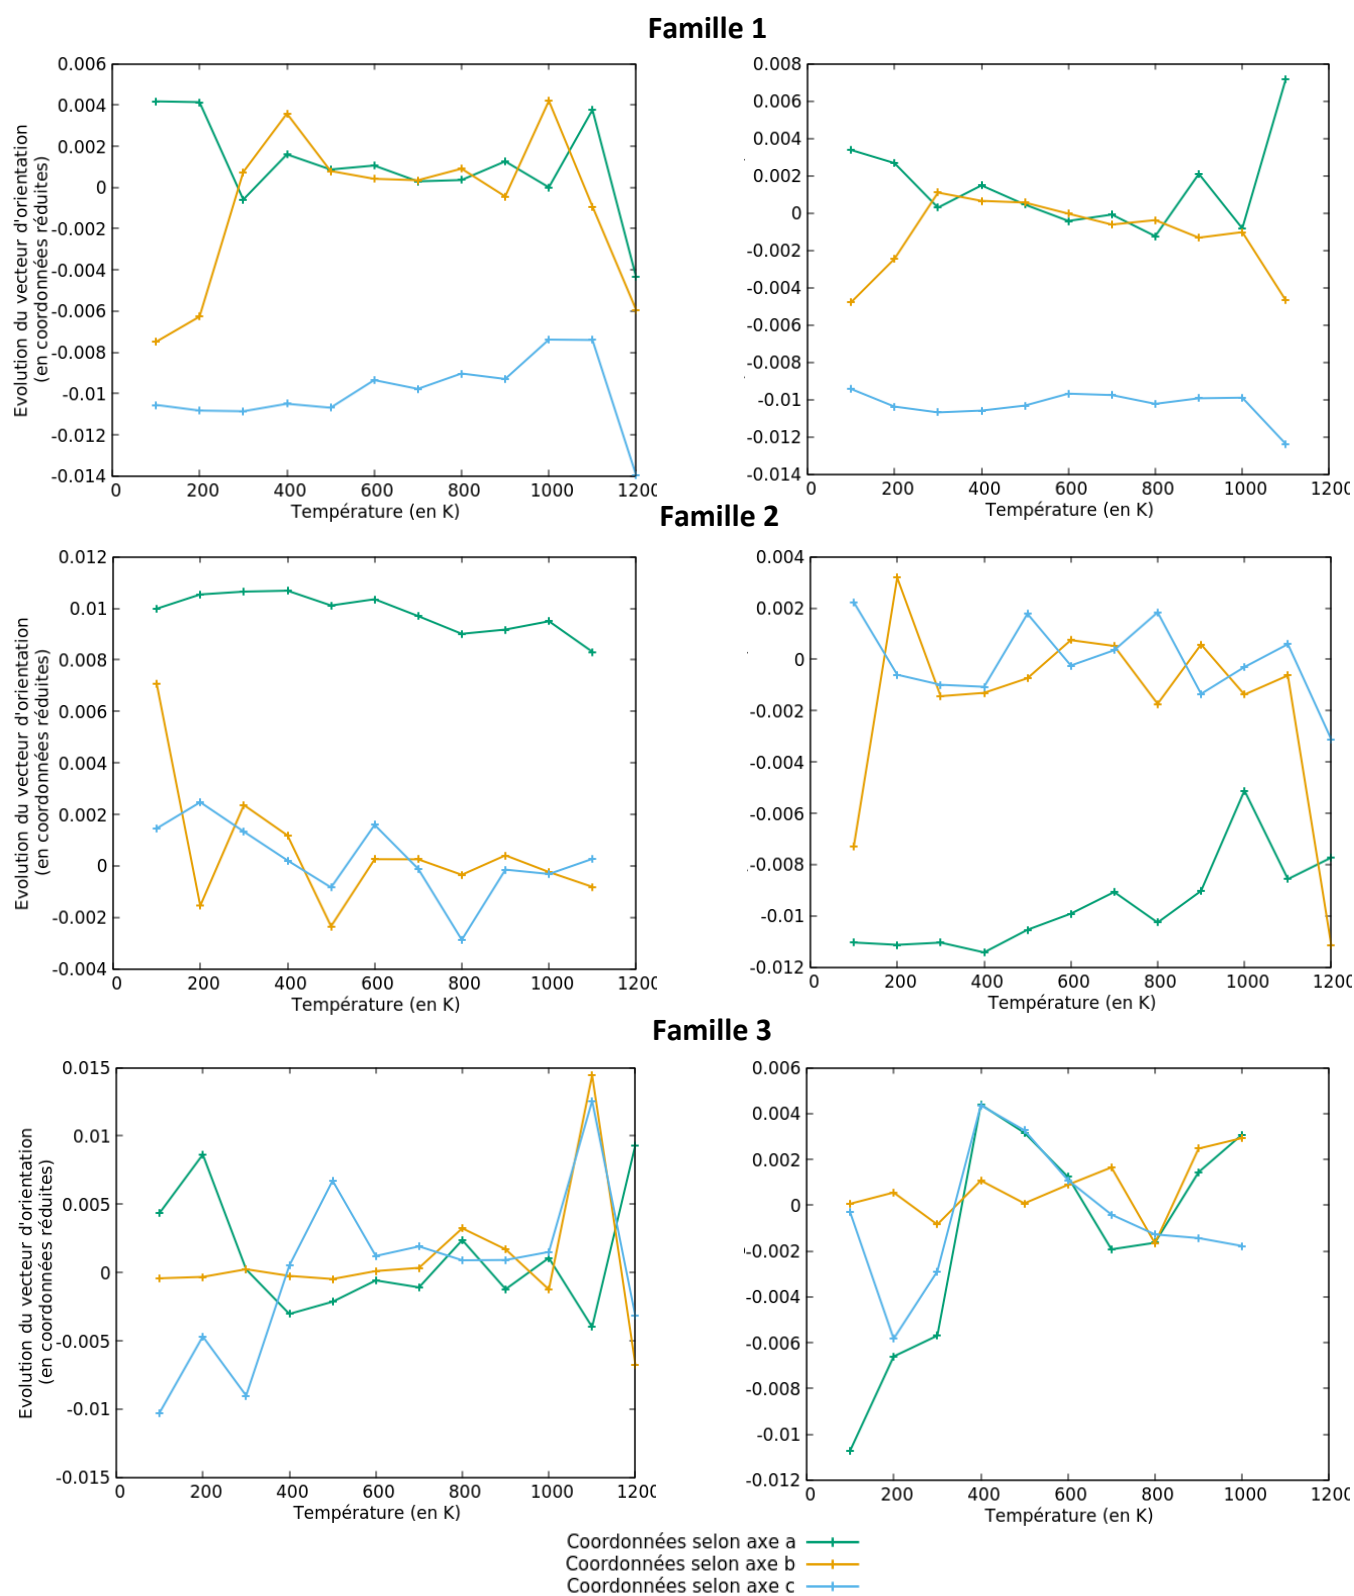 Famille 1
Evolution du vecteur d'orientation
(en coordonnées réduites)
0.006
0.004
0.002
0
-0.002
-0.004
-0.006
-0.008
-0.01
-0.012
-0.014
0 200 400 600 800 1000 1200
Température (en K)
0.008
0.006
0.004
0.002
0
-0.002
-0.004
-0.006
-0.008
-0.01
-0.012
-0.014
0 200 400 600 800 1000 1200
Température (en K)
Famille 2
Evolution du vecteur d'orientation
(en coordonnées réduites)
0.012
0.01
0.008
0.006
0.004
0.002
0
-0.002
-0.004
0 200 400 600 800 1000 1200
Température (en K)
0.004
0.002
0
-0.002
-0.004
-0.006
-0.008
-0.01
-0.012
0 200 400 600 800 1000 1200
Température (en K)
Famille 3
Evolution du vecteur d'orientation
(en coordonnées réduites)
0.015
0.01
0.005
0
-0.005
-0.01
-0.015
0 200 400 600 800 1000 1200
Température (en K)
0.006
0.004
0.002
0
-0.002
-0.004
-0.006
-0.008
-0.01
-0.012
0 200 400 600 800 1000 1200
Température (en K)
Coordonnées selon axe a
Coordonnées selon axe b
Coordonnées selon axe c